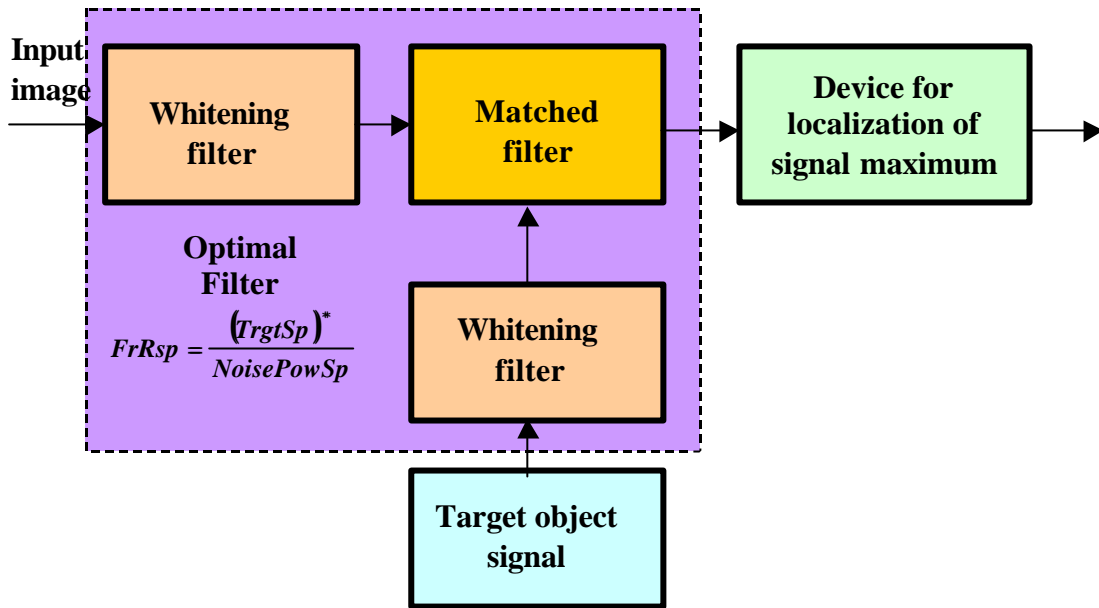 Input
image
Whitening
filter
Matched
filter
Device for
localization of
signal maximum
Optimal
Filter
FrRsp = (TrgtSp)* / NoisePowSp
Whitening
filter
Target object
signal